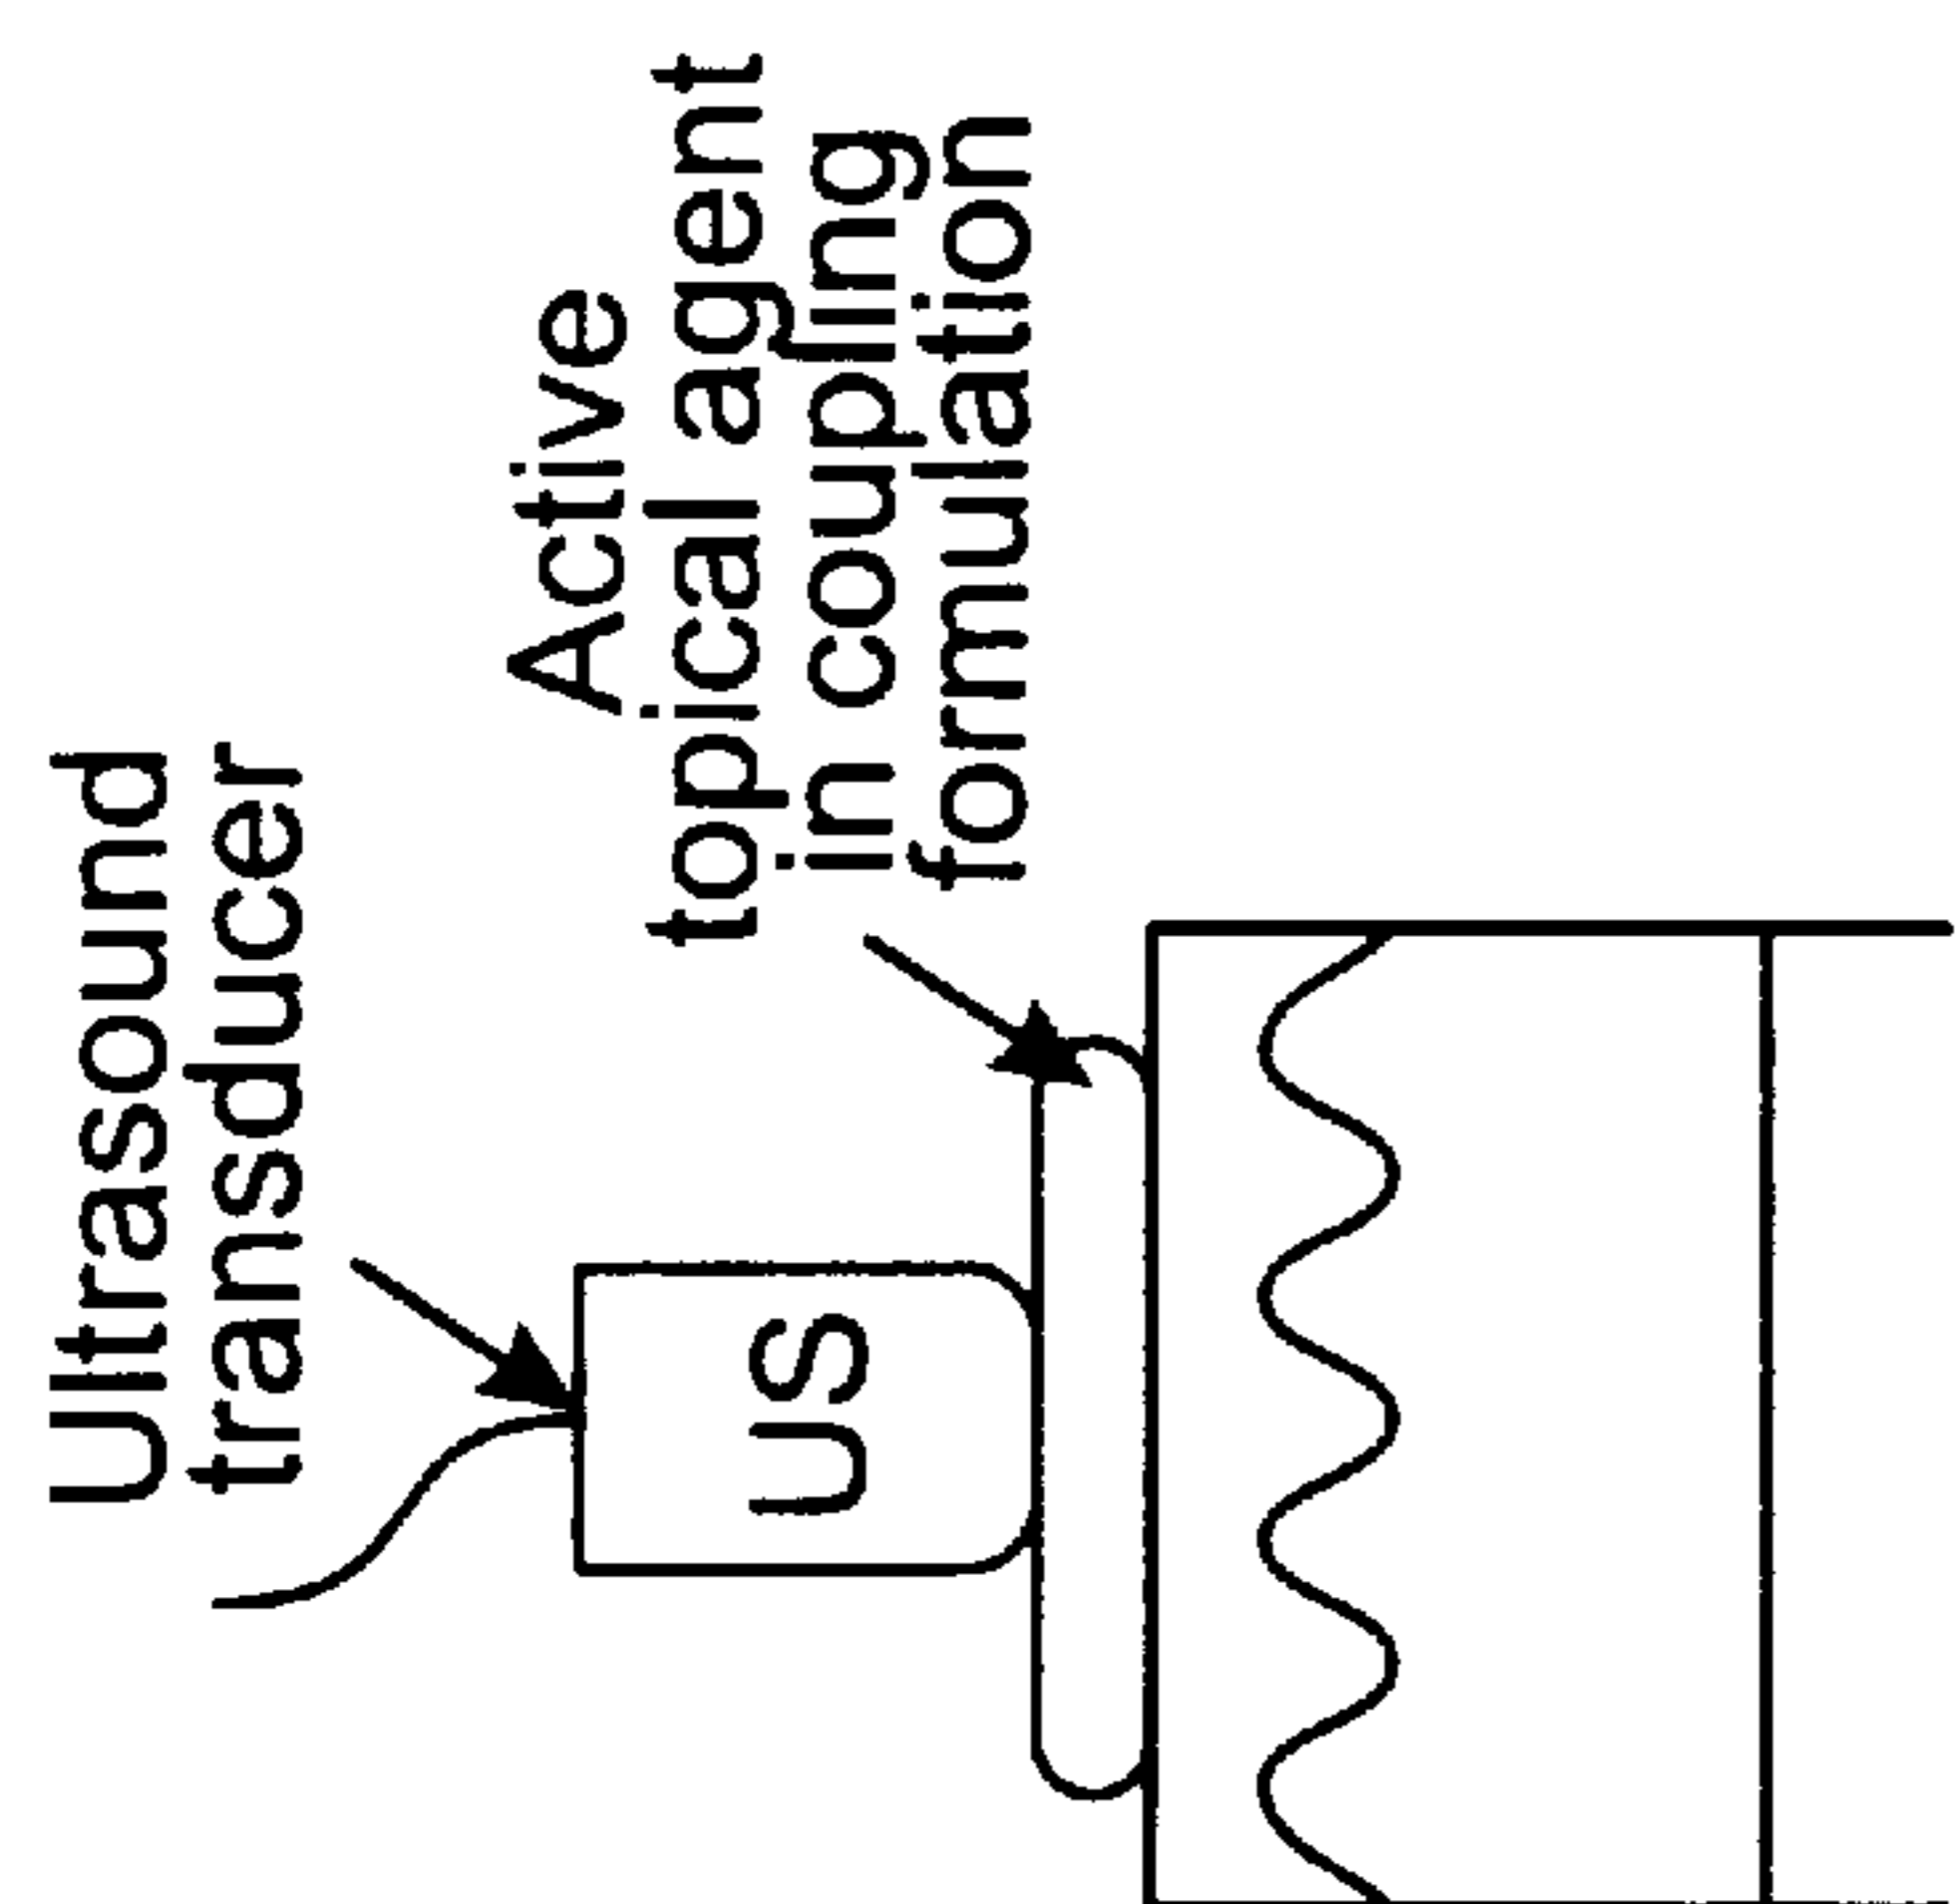 Ultrasound
transducer
Active
topical agent
in coupling
formulation
US